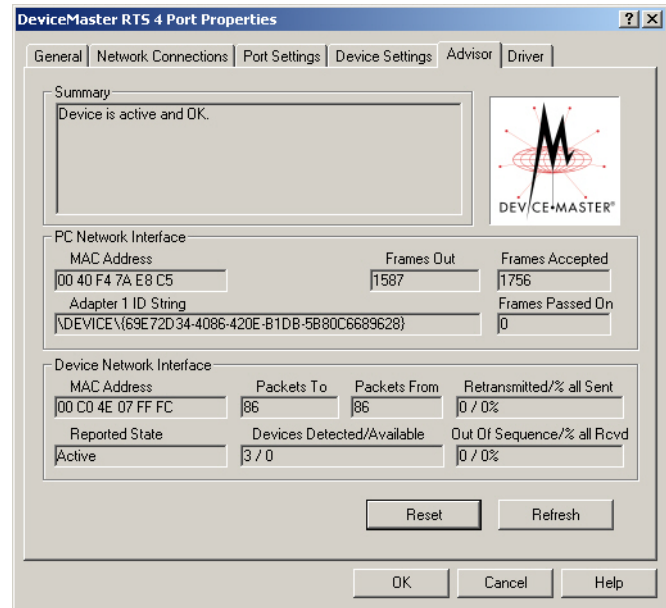 DeviceMaster RTS 4 Port Properties
General Network Connections Port Settings Device Settings Advisor Driver
Summary
Device is active and OK.
DEVICE•MASTER®
PC Network Interface
MAC Address Frames Out Frames Accepted
00 40 F4 7A E8 C5 1587 1756
Adapter 1 ID String Frames Passed On
\DEVICE\{69E72D34-4086-420E-B1DB-5B80C6689628} 0
Device Network Interface
MAC Address Packets To Packets From Retransmitted/% all Sent
00 C0 4E 07 FF FC 86 86 0 / 0%
Reported State Devices Detected/Available Out Of Sequence/% all Rcvd
Active 3 / 0 0 / 0%
Reset Refresh
OK Cancel Help